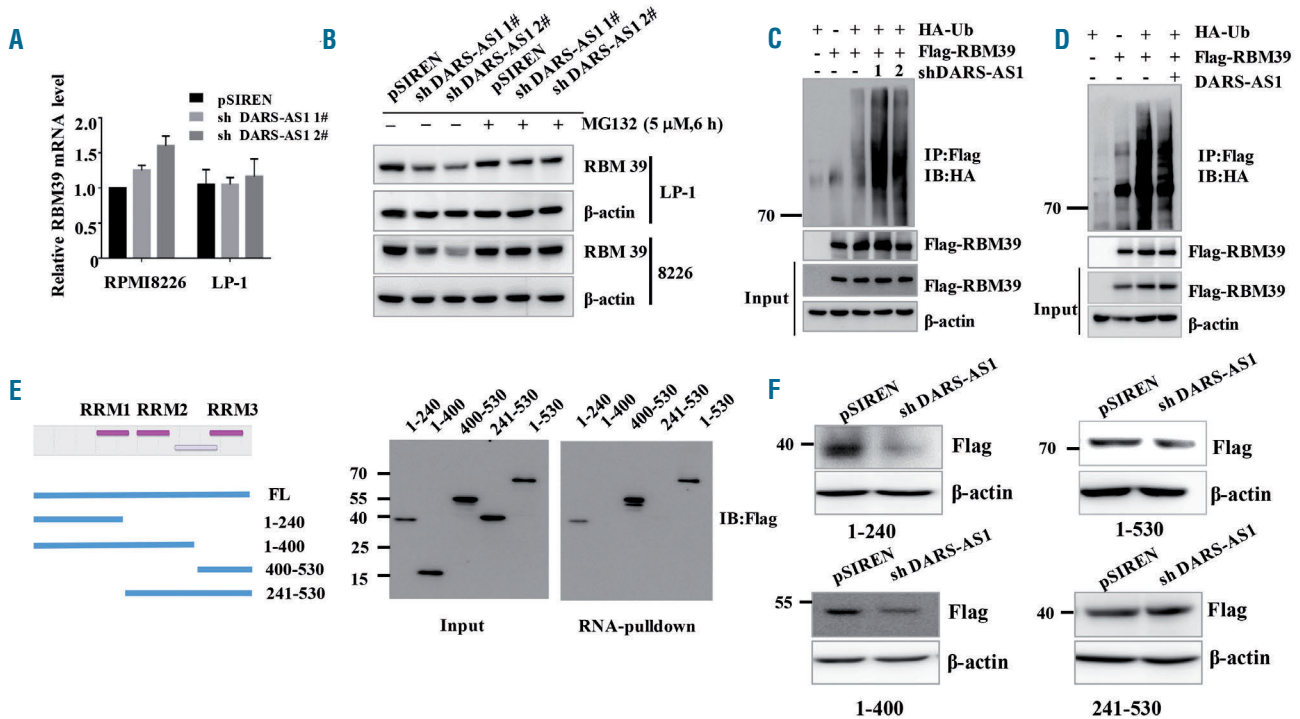 A
Relative RBM39 mRNA level
2.0
1.5
1.0
0.5
0
pSIREN
sh DARS-AS1 1#
sh DARS-AS1 2#
RPMI8226
LP-1
B
pSIREN
sh DARS-AS1 1#
sh DARS-AS1 2#
pSIREN
sh DARS-AS1 1#
sh DARS-AS1 2#
– – – + + + MG132 (5 μM,6 h)
RBM 39
β-actin
LP-1
RBM 39
β-actin
8226
C
+ - + + + HA-Ub
- + + + + Flag-RBM39
- - - 1 2 shDARS-AS1
IP:Flag
IB:HA
70
Flag-RBM39
Input
Flag-RBM39
β-actin
D
+ - + + HA-Ub
- + + + Flag-RBM39
- - - + DARS-AS1
IP:Flag
IB:HA
70
Flag-RBM39
Input
Flag-RBM39
β-actin
E
RRM1 RRM2 RRM3
FL
1-240
1-400
400-530
241-530
1-240
1-400
400-530
241-530
1-530
1-240
1-400
400-530
241-530
1-530
70
55
40
25
15
IB:Flag
Input
RNA-pulldown
F
pSIREN
sh DARS-AS1
40
Flag
β-actin
1-240
pSIREN
sh DARS-AS1
70
Flag
β-actin
1-530
pSIREN
sh DARS-AS1
55
Flag
β-actin
1-400
pSIREN
sh DARS-AS1
40
Flag
β-actin
241-530